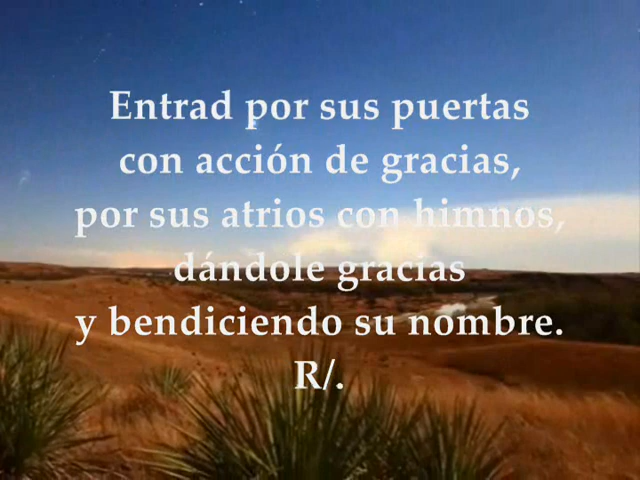 Entrad por sus puertas
con acción de gracias,
por sus atrios con himnos,
dándole gracias
y bendiciendo su nombre.
R/.